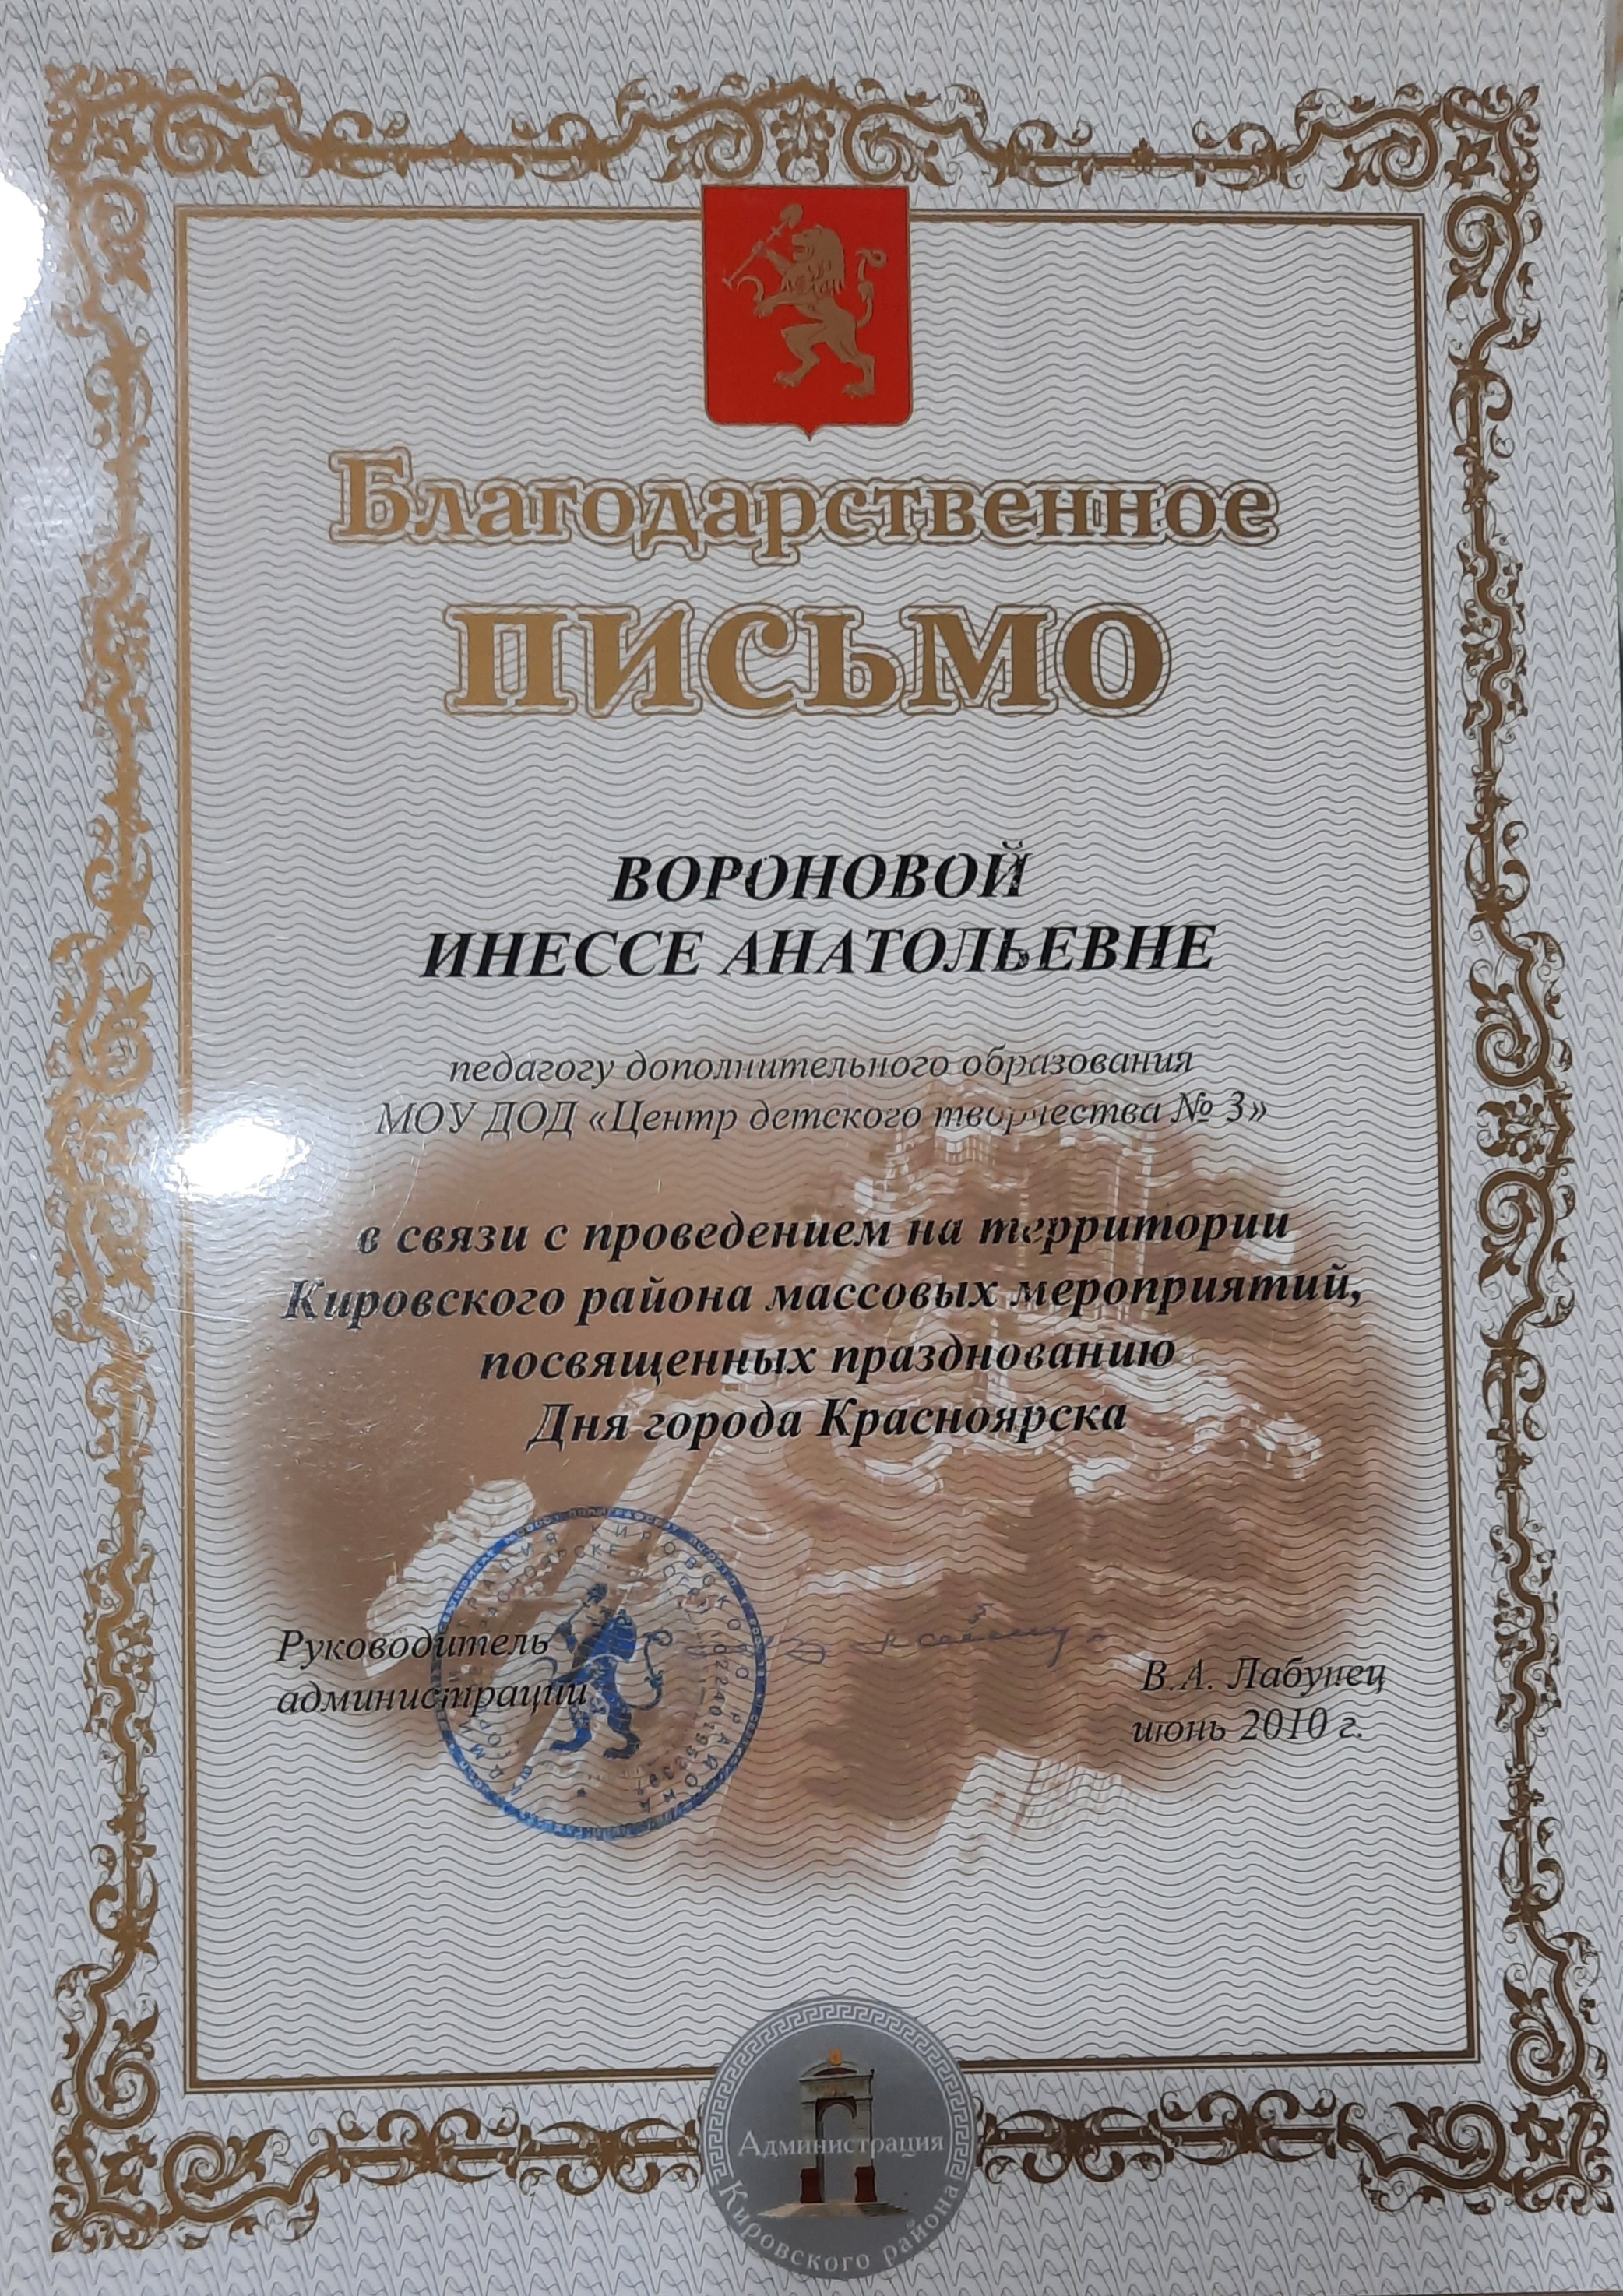 Благодарственное
ПИСЬМО
ВОРОНОВОЙ
ИНЕССЕ АНАТОЛЬЕВНЕ
педагогу дополнительного образования
МОУ ДОД «Центр детского творчества № 3»
в связи с проведением на территории
Кировского района массовых мероприятий,
посвященных празднованию
Дня города Красноярска
Руководитель
администрации
В.А. Лабунец
июнь 2010 г.
Администрация
Кировского района